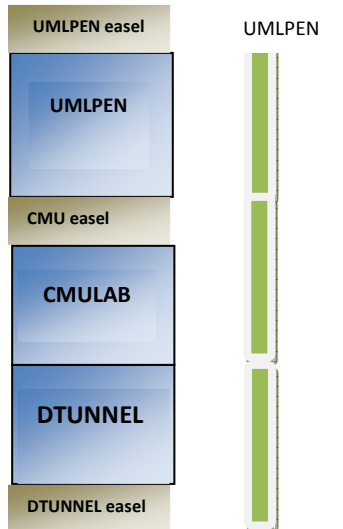 UMLPEN easel
UMLPEN
UMLPEN
CMU easel
CMULAB
DTUNNEL
DTUNNEL easel